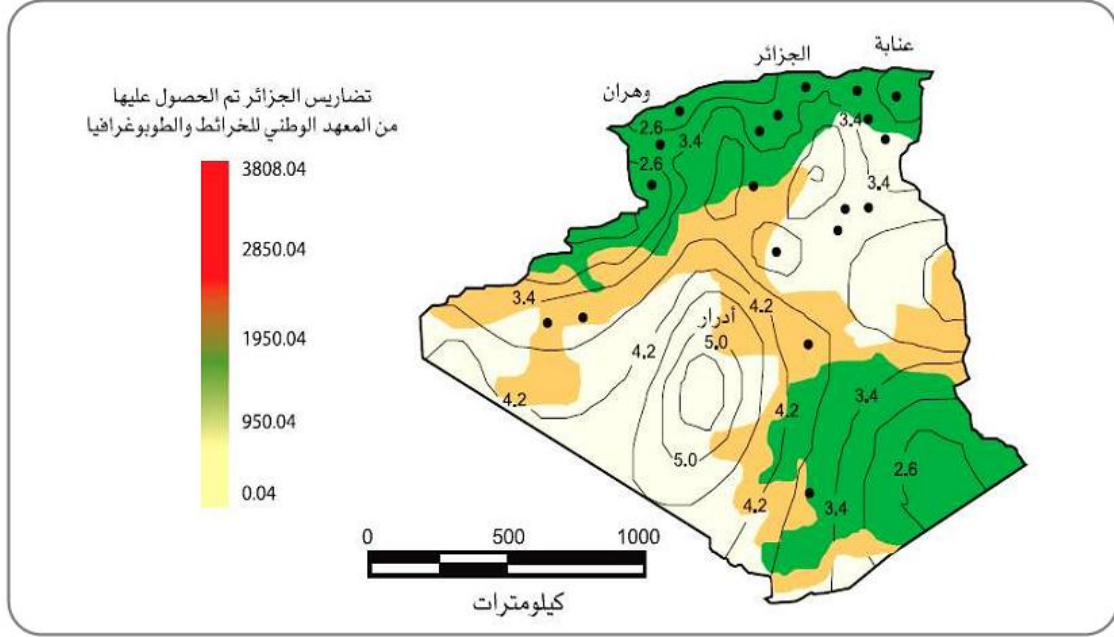 عنابة
الجزائر
وهران
تضاريس الجزائر تم الحصول عليها
من المعهد الوطني للخرائط والطوبوغرافيا
3808.04
2850.04
1950.04
950.04
0.04
2.6
3.4
2.6
3.4
3.4
3.4
4.2
أدرار
5.0
4.2
4.2
4.2
3.4
5.0
2.6
4.2
3.4
0 500 1000
كيلومترات